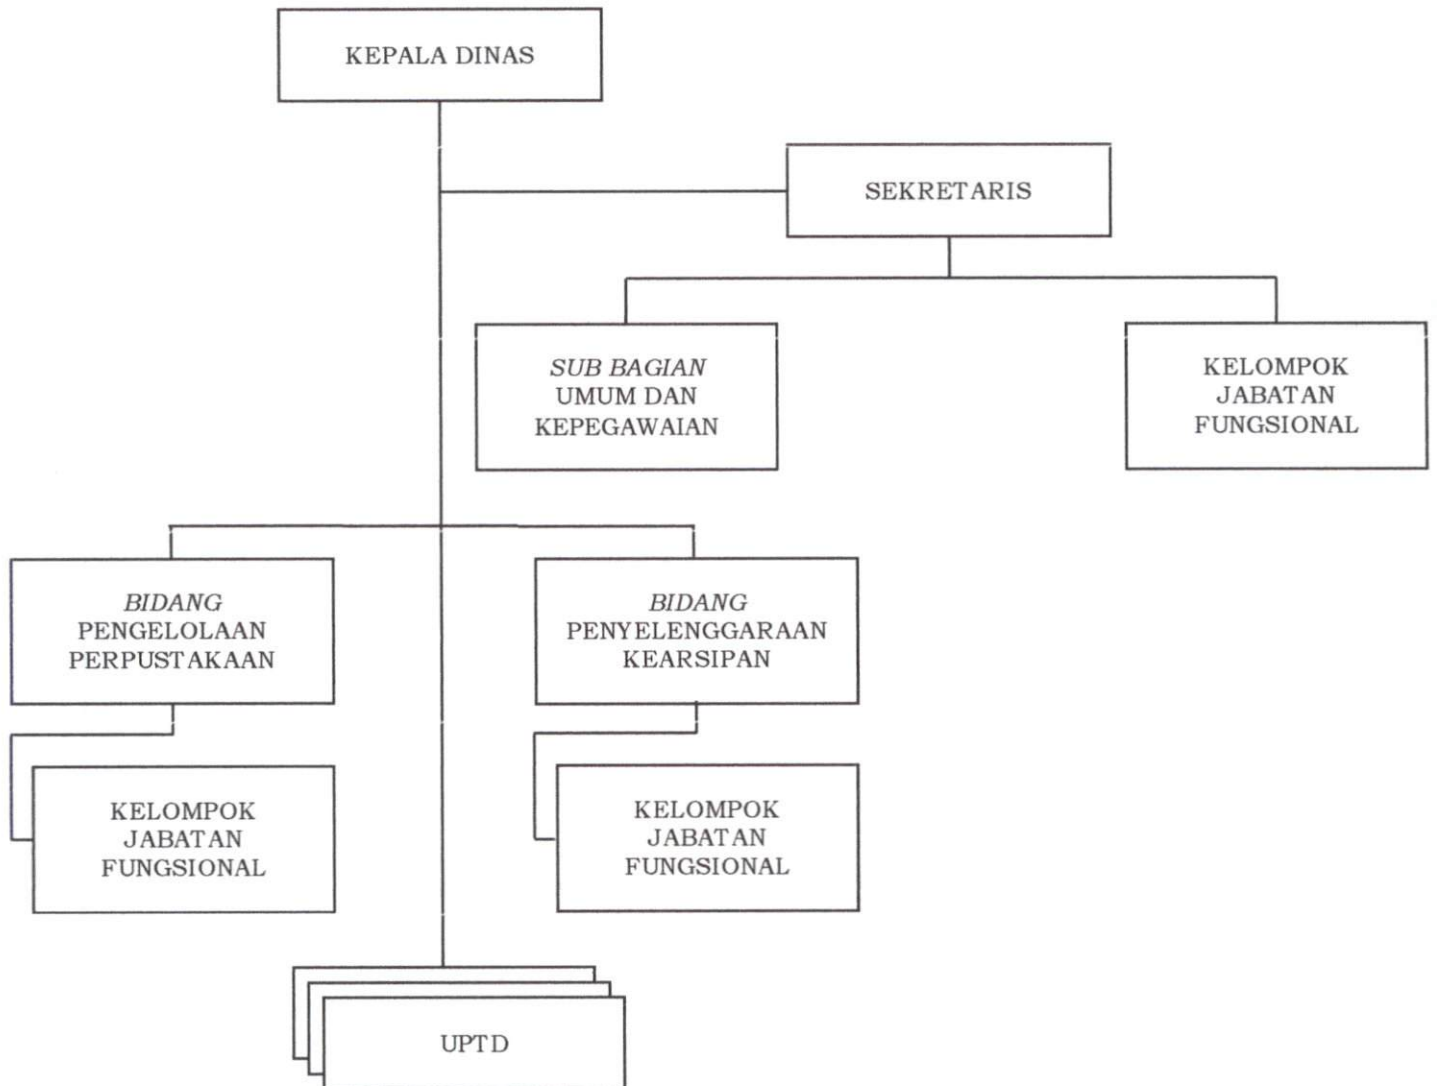 KEPALA DINAS
SEKRETARIS
SUB BAGIAN
UMUM DAN
KEPEGAWAIAN
KELOMPOK
JABATAN
FUNGSIONAL
BIDANG
PENGELOLAAN
PERPUSTAKAAN
BIDANG
PENYELENGGARAAN
KEARSIPAN
KELOMPOK
JABATAN
FUNGSIONAL
KELOMPOK
JABATAN
FUNGSIONAL
UPTD